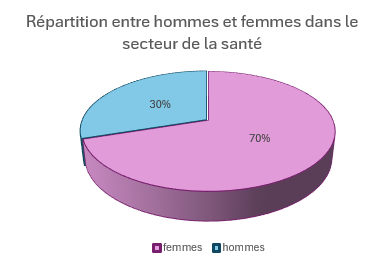 Répartition entre hommes et femmes dans le
secteur de la santé
30%
70%
femmes hommes